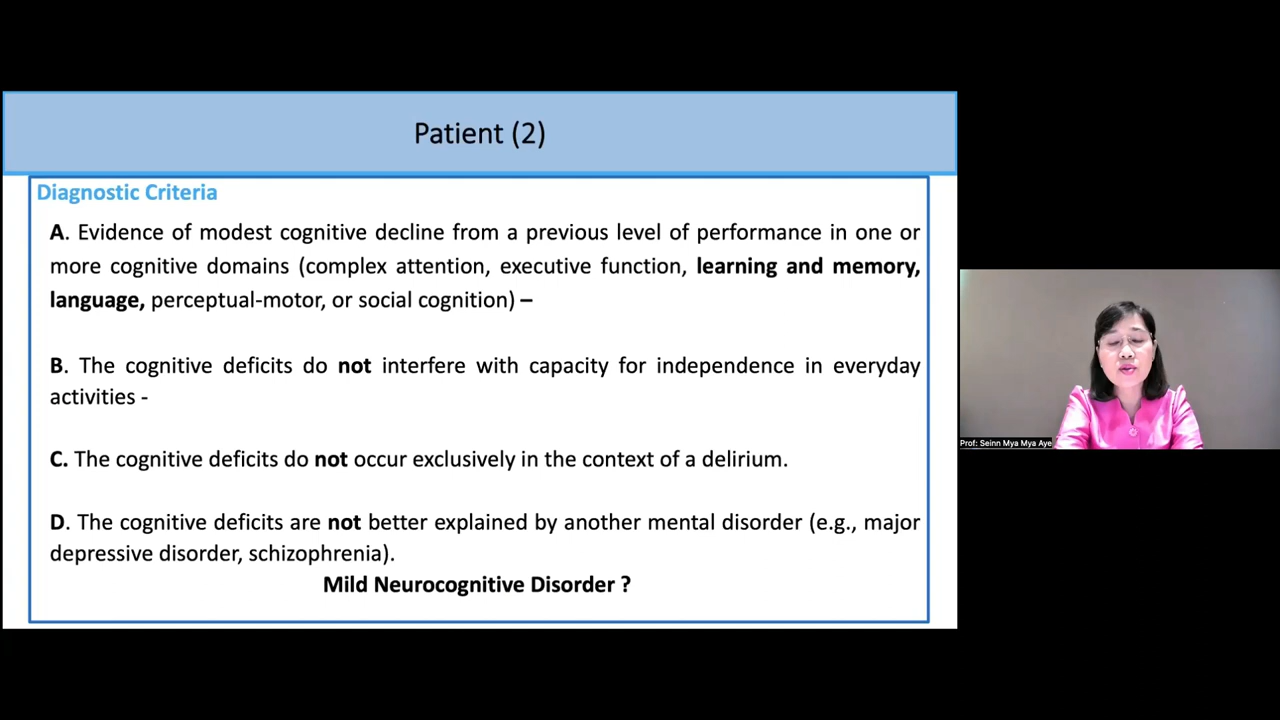 Patient (2)
Diagnostic Criteria
A. Evidence of modest cognitive decline from a previous level of performance in one or
more cognitive domains (complex attention, executive function, learning and memory,
language, perceptual-motor, or social cognition) –
B. The cognitive deficits do not interfere with capacity for independence in everyday
activities -
C. The cognitive deficits do not occur exclusively in the context of a delirium.
D. The cognitive deficits are not better explained by another mental disorder (e.g., major
depressive disorder, schizophrenia).
Mild Neurocognitive Disorder ?
Prof: Seinn Mya Mya Aye